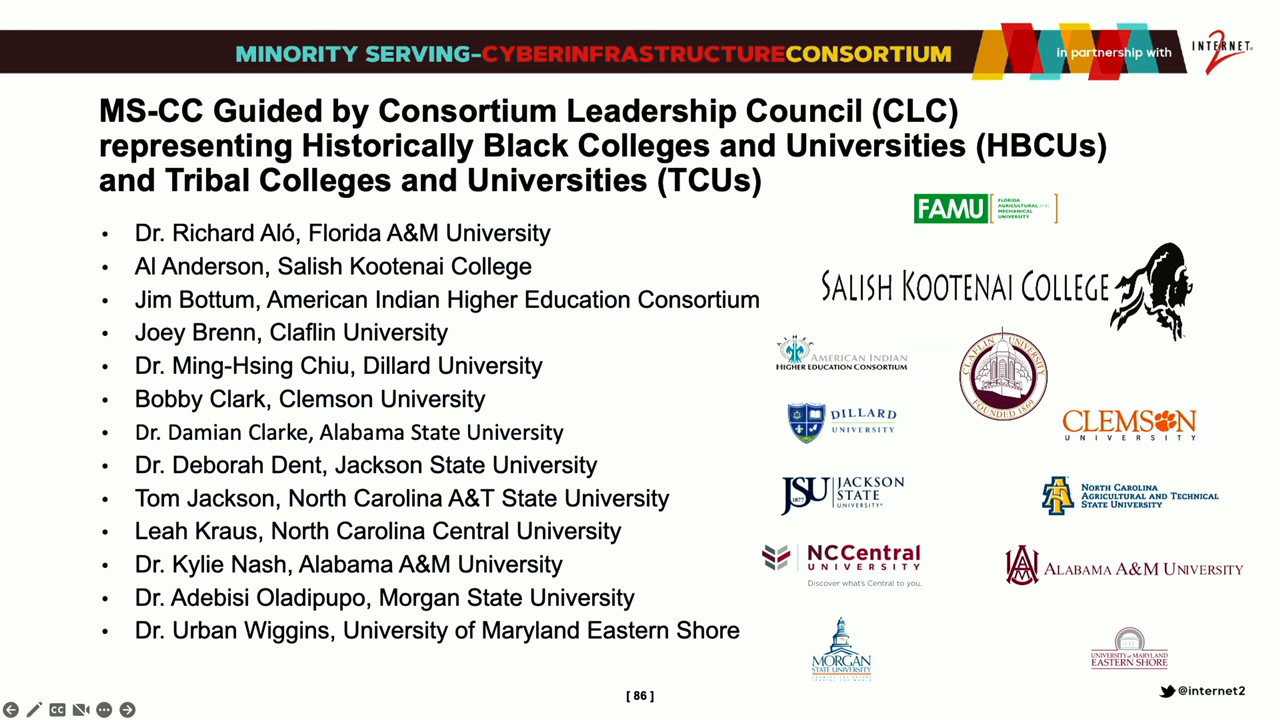 MINORITY SERVING-CYBERINFRASTRUCTURECONSORTIUM
in partnership with
INTERNET
2
MS-CC Guided by Consortium Leadership Council (CLC)
representing Historically Black Colleges and Universities (HBCUs)
and Tribal Colleges and Universities (TCUs)
• Dr. Richard Aló, Florida A&M University
• Al Anderson, Salish Kootenai College
• Jim Bottum, American Indian Higher Education Consortium
• Joey Brenn, Claflin University
• Dr. Ming-Hsing Chiu, Dillard University
• Bobby Clark, Clemson University
• Dr. Damian Clarke, Alabama State University
• Dr. Deborah Dent, Jackson State University
• Tom Jackson, North Carolina A&T State University
• Leah Kraus, North Carolina Central University
• Dr. Kylie Nash, Alabama A&M University
• Dr. Adebisi Oladipupo, Morgan State University
• Dr. Urban Wiggins, University of Maryland Eastern Shore
FAMU
FLORIDA
AGRICULTURAL AND
MECHANICAL
UNIVERSITY
SALISH KOOTENAI COLLEGE
AIHEC
AMERICAN INDIAN
HIGHER EDUCATION CONSORTIUM
CLAFLIN UNIVERSITY
FOUNDED 1869
DILLARD
UNIVERSITY
CLEMSON
UNIVERSITY
JSU
1877
JACKSON
STATE
UNIVERSITY
NORTH CAROLINA
AGRICULTURAL AND TECHNICAL
STATE UNIVERSITY
NCCentral
UNIVERSITY
Discover what's Central to you.
ALABAMA A&M UNIVERSITY
MORGAN
STATE UNIVERSITY
UNIVERSITY of MARYLAND
EASTERN SHORE
[ 86 ]
@internet2
CC